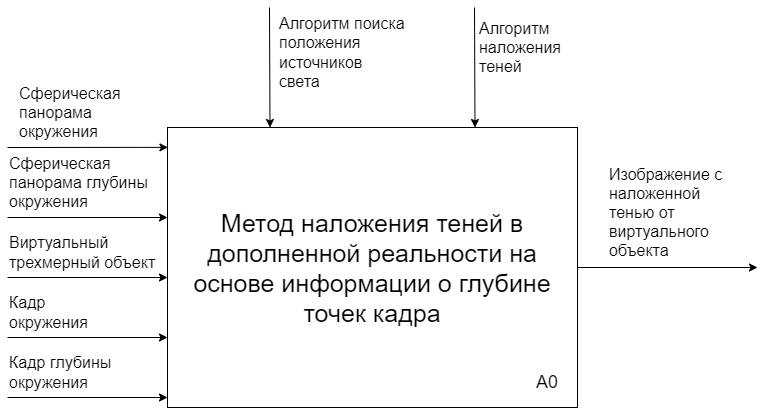 Алгоритм поиска
положения
источников
света
Алгоритм
наложения
теней
Сферическая
панорама
окружения
Сферическая
панорама глубины
окружения
Виртуальный
трехмерный объект
Кадр
окружения
Кадр глубины
окружения
Метод наложения теней в
дополненной реальности на
основе информации о глубине
точек кадра
A0
Изображение с
наложенной
тенью от
виртуального
объекта